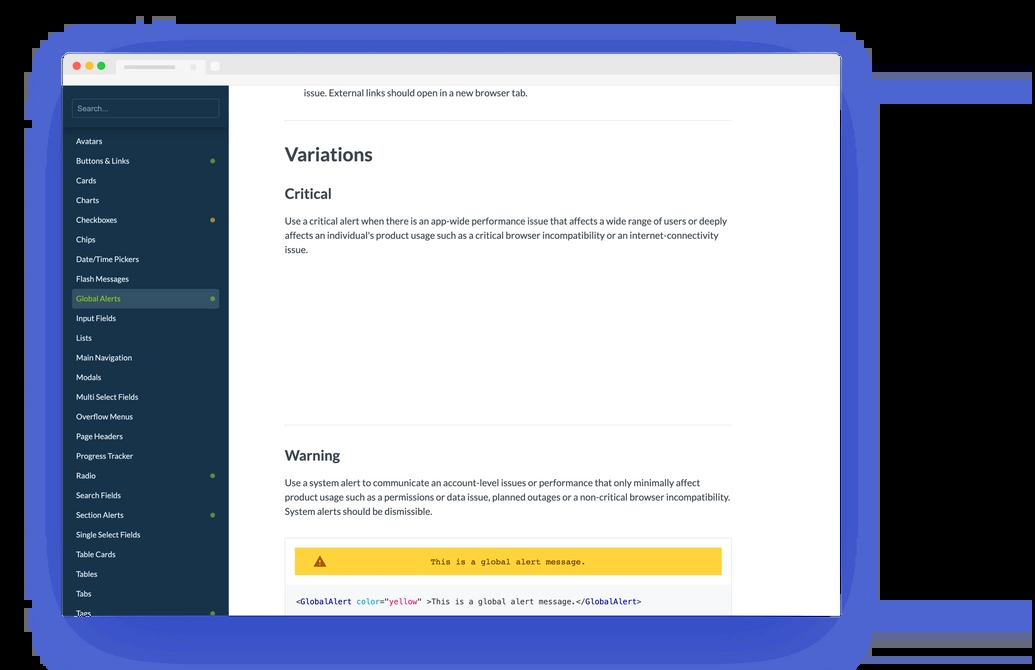 Search...
Avatars
Buttons & Links
Cards
Charts
Checkboxes
Chips
Date/Time Pickers
Flash Messages
Global Alerts
Input Fields
Lists
Main Navigation
Modals
Multi Select Fields
Overflow Menus
Page Headers
Progress Tracker
Radio
Search Fields
Section Alerts
Single Select Fields
Table Cards
Tables
Tabs
Tags
issue. External links should open in a new browser tab.
Variations
Critical
Use a critical alert when there is an app-wide performance issue that affects a wide range of users or deeply
affects an individual's product usage such as a critical browser incompatibility or an internet-connectivity
issue.
Warning
Use a system alert to communicate an account-level issues or performance that only minimally affect
product usage such as a permissions or data issue, planned outages or a non-critical browser incompatibility.
System alerts should be dismissible.
This is a global alert message.
<GlobalAlert color="yellow" >This is a global alert message.</GlobalAlert>